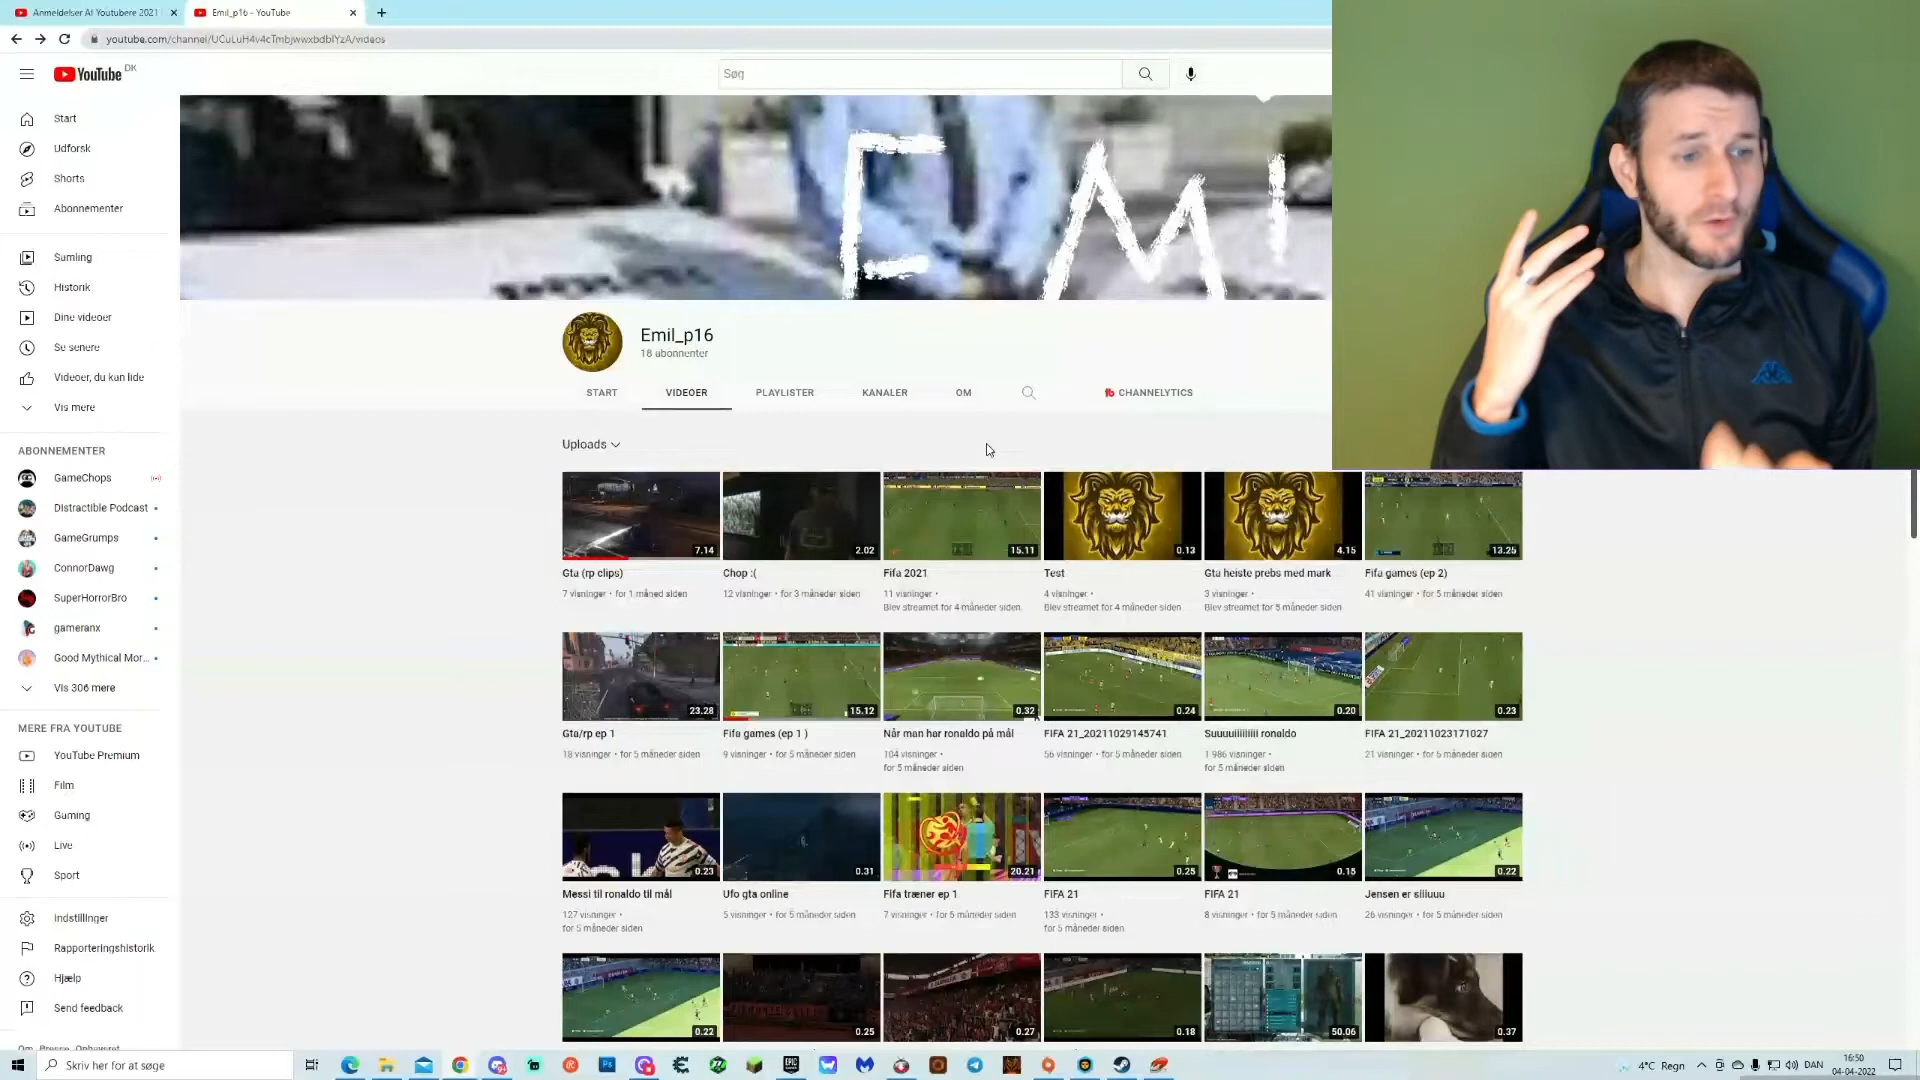 Anmeldelser Af Youtubere 2021
Emil_p16 - YouTube
youtube.com/channel/UCuLuH4v4cTmbjwwxbdbIYzA/videos
YouTube DK
Søg
Start
Udforsk
Shorts
Abonnementer
Samling
Historik
Dine videoer
Se senere
Videoer, du kan lide
Vis mere
ABONNEMENTER
GameChops
Distractible Podcast
GameGrumps
ConnorDawg
SuperHorrorBro
gameranx
Good Mythical Mor...
Vis 306 mere
MERE FRA YOUTUBE
YouTube Premium
Film
Gaming
Live
Sport
Indstillinger
Rapporteringshistorik
Hjælp
Send feedback
Om Presse Ophavsret
EMI
Emil_p16
18 abonnenter
START VIDEOER PLAYLISTER KANALER OM CHANNELYTICS
Uploads
7.14 2.02 15.11 0.13 4.15 13.25
Gta (rp clips)
7 visninger • for 1 måned siden
Chop :(
12 visninger • for 3 måneder siden
Fifa 2021
11 visninger •
Blev streamet for 4 måneder siden
Test
4 visninger •
Blev streamet for 4 måneder siden
Gta heiste prebs med mark
3 visninger •
Blev streamet for 5 måneder siden
Fifa games (ep 2)
41 visninger • for 5 måneder siden
23.28 15.12 0.32 0.24 0.20 0.23
Gta/rp ep 1
18 visninger • for 5 måneder siden
Fifa games (ep 1 )
9 visninger • for 5 måneder siden
Når man har ronaldo på mål
104 visninger •
for 5 måneder siden
FIFA 21_20211029145741
56 visninger • for 5 måneder siden
Suuuuiiiiiiii ronaldo
1 986 visninger •
for 5 måneder siden
FIFA 21_20211023171027
21 visninger • for 5 måneder siden
0.23 0.31 20.21 0.25 0.15 0.22
Messi til ronaldo til mål
127 visninger •
for 5 måneder siden
Ufo gta online
5 visninger • for 5 måneder siden
Fifa træner ep 1
7 visninger • for 5 måneder siden
FIFA 21
133 visninger •
for 5 måneder siden
FIFA 21
8 visninger • for 5 måneder siden
Jensen er siiiuuu
26 visninger • for 5 måneder siden
0.22 0.25 0.27 0.18 50.06 0.37
Skriv her for at søge
4°C Regn
DAN
16:50
04-04-2022